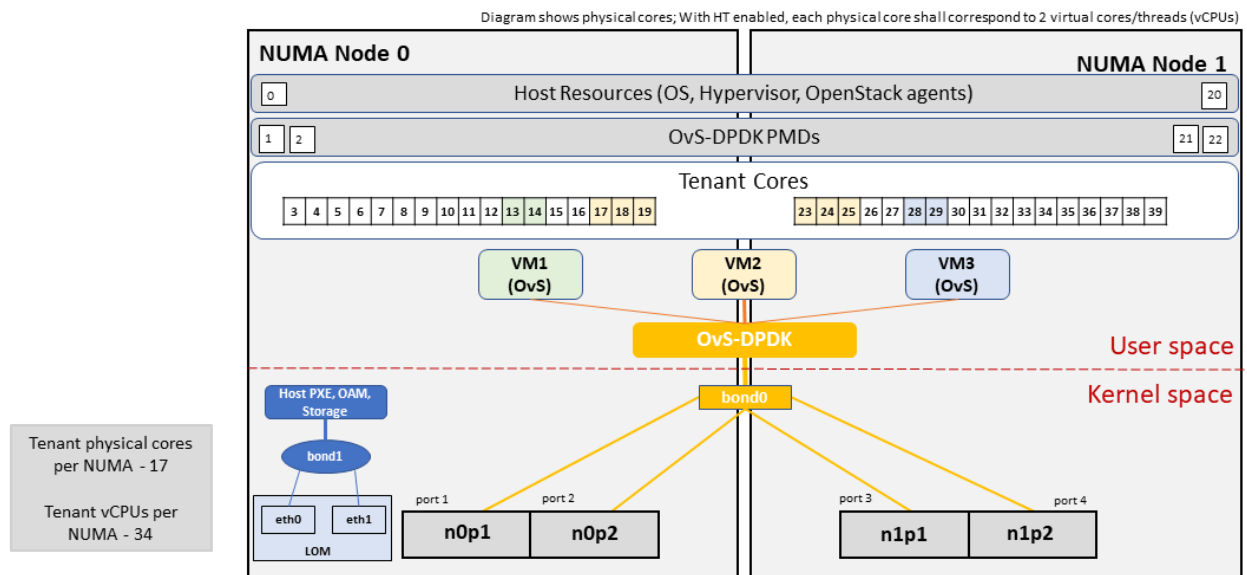 Diagram shows physical cores; With HT enabled, each physical core shall correspond to 2 virtual cores/threads (vCPUs)
NUMA Node 0
NUMA Node 1
0
Host Resources (OS, Hypervisor, OpenStack agents)
20
1
2
OvS-DPDK PMDs
21
22
Tenant Cores
3 4 5 6 7 8 9 10 11 12 13 14 15 16 17 18 19
23 24 25 26 27 28 29 30 31 32 33 34 35 36 37 38 39
VM1
(OvS)
VM2
(OvS)
VM3
(OvS)
OvS-DPDK
User space
Kernel space
Host PXE, OAM,
Storage
bond0
bond1
Tenant physical cores
per NUMA - 17
Tenant vCPUs per
NUMA - 34
eth0
eth1
LOM
port 1
port 2
port 3
port 4
n0p1
n0p2
n1p1
n1p2